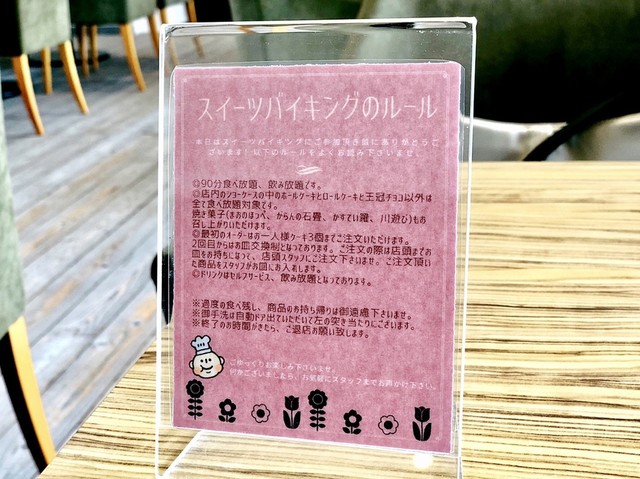 スイーツバイキングのルール
本日はスイーツバイキングにご参加頂き誠にありがとうご
ざいます!以下のルールをよくお読み下さいませ。
◎90分食べ放題、飲み放題です。
◎店内のショーケースの中のホールケーキとロールケーキと王冠チョコ以外は
全て食べ放題対象です。
焼き菓子(まおのほっぺ、からんの石畳、かすてい羅、川遊び)もお
召し上がりいただけます。
◎最初のオーダーはお一人様ケーキ3個までご注文いただけます。
2回目からはお皿交換制となっております。ご注文の際は店頭までお
皿をお持ちになって、店頭スタッフにご注文下さいませ。ご注文頂い
た商品をスタッフがお皿にお入れします。
◎ドリンクはセルフサービス、飲み放題となっております。
※過度の食べ残し、商品のお持ち帰りは御遠慮下さいませ。
※御手洗は自動ドア出ていただいて左の突き当たりにございます。
※終了のお時間がきたら、ご退店お願い致します。
ごゆっくりお楽しみ下さいませ。
何かございましたら、お気軽にスタッフまでお声がけ下さい。